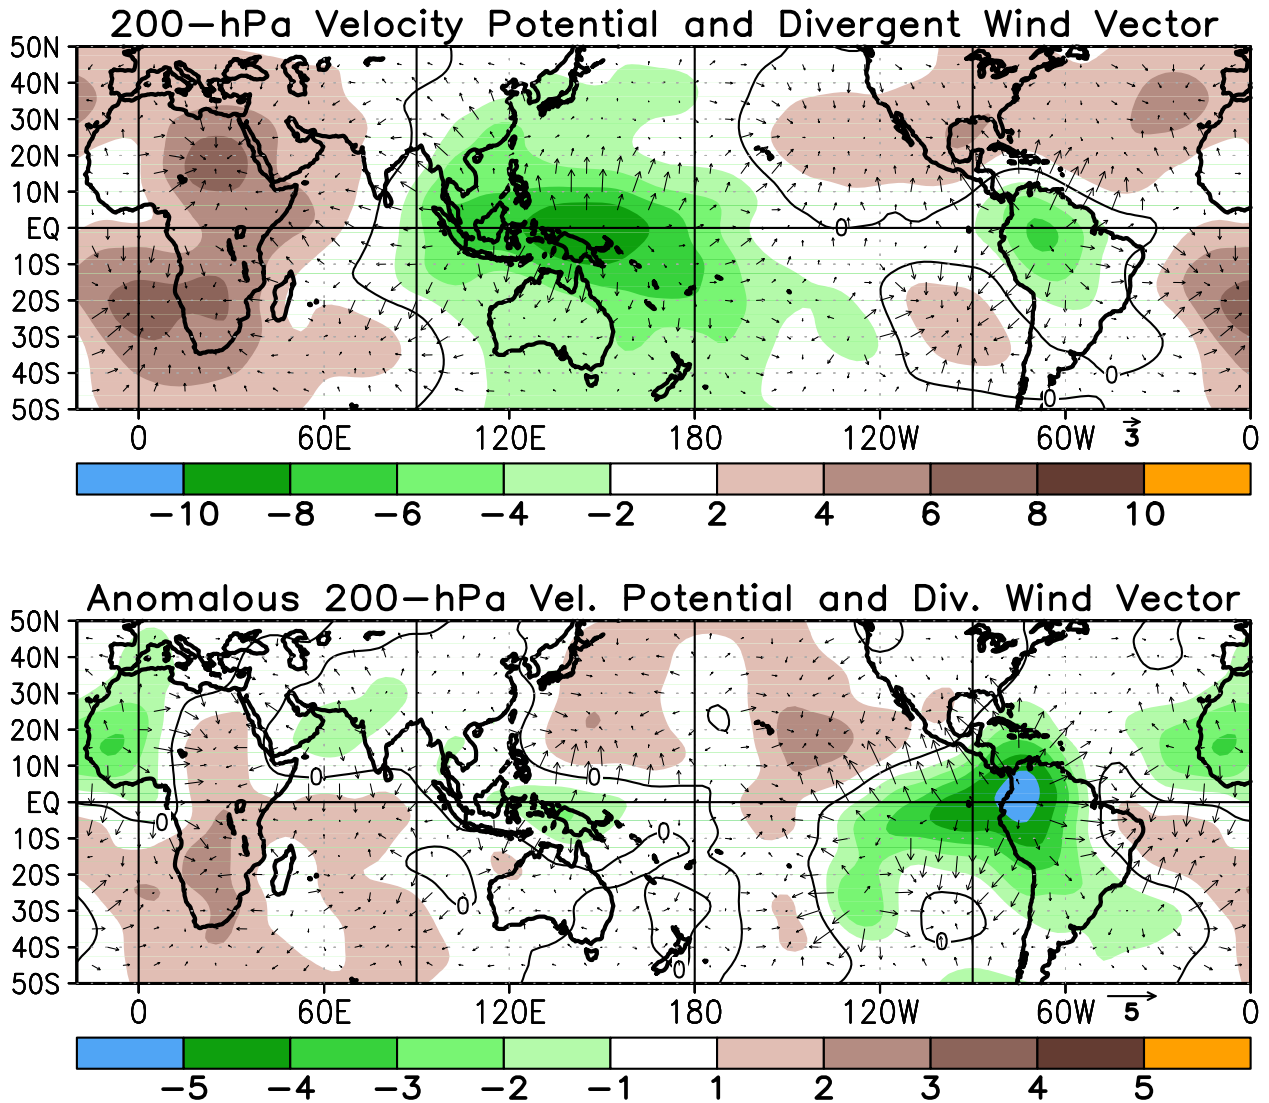 200−hPa Velocity Potential and Divergent Wind Vector
50N
40N
30N
20N
10N
EQ
10S
20S
30S
40S
50S
0
0
0
0 60E 120E 180 120W 60W 0
3
−10 −8 −6 −4 −2 2 4 6 8 10
Anomalous 200−hPa Vel. Potential and Div. Wind Vector
50N
40N
30N
20N
10N
EQ
10S
20S
30S
40S
50S
0
0
0
0
0
0
0
0 60E 120E 180 120W 60W 0
5
−5 −4 −3 −2 −1 1 2 3 4 5